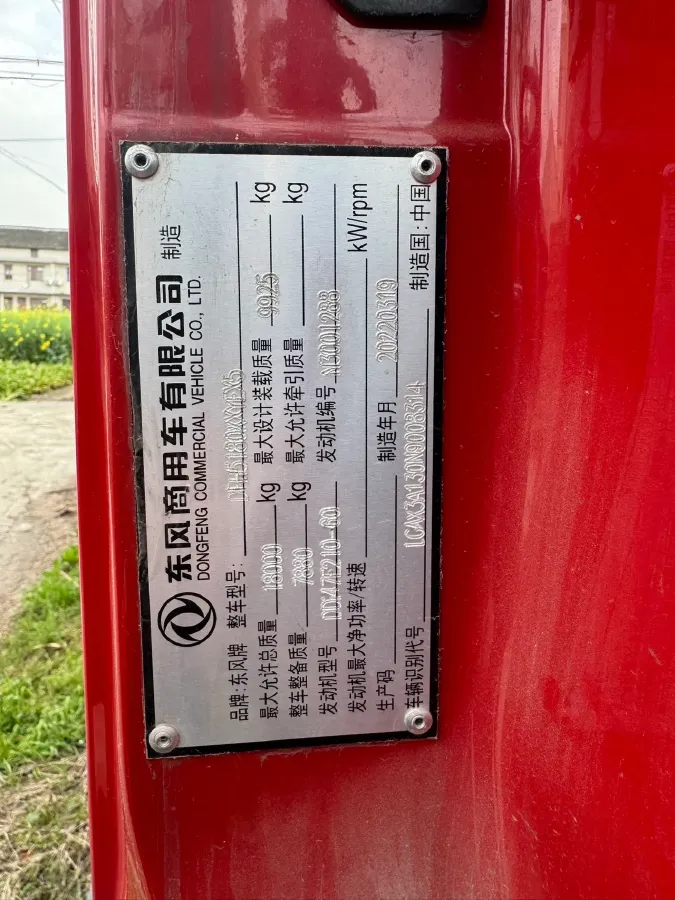 东风商用车有限公司 制造
DONGFENG COMMERCIAL VEHICLE CO., LTD.
品牌:东风牌 整车型号: DFH5180XXYEX5
最大允许总质量 18000 kg 最大设计装载质量 9925 kg
整车整备质量 7880 kg 最大允许牵引质量 kg
发动机型号 DDi47E210-60 发动机编号
发动机最大净功率/转速 kW/rpm
生产码 制造年月 20220319
车辆识别代号 制造国:中国